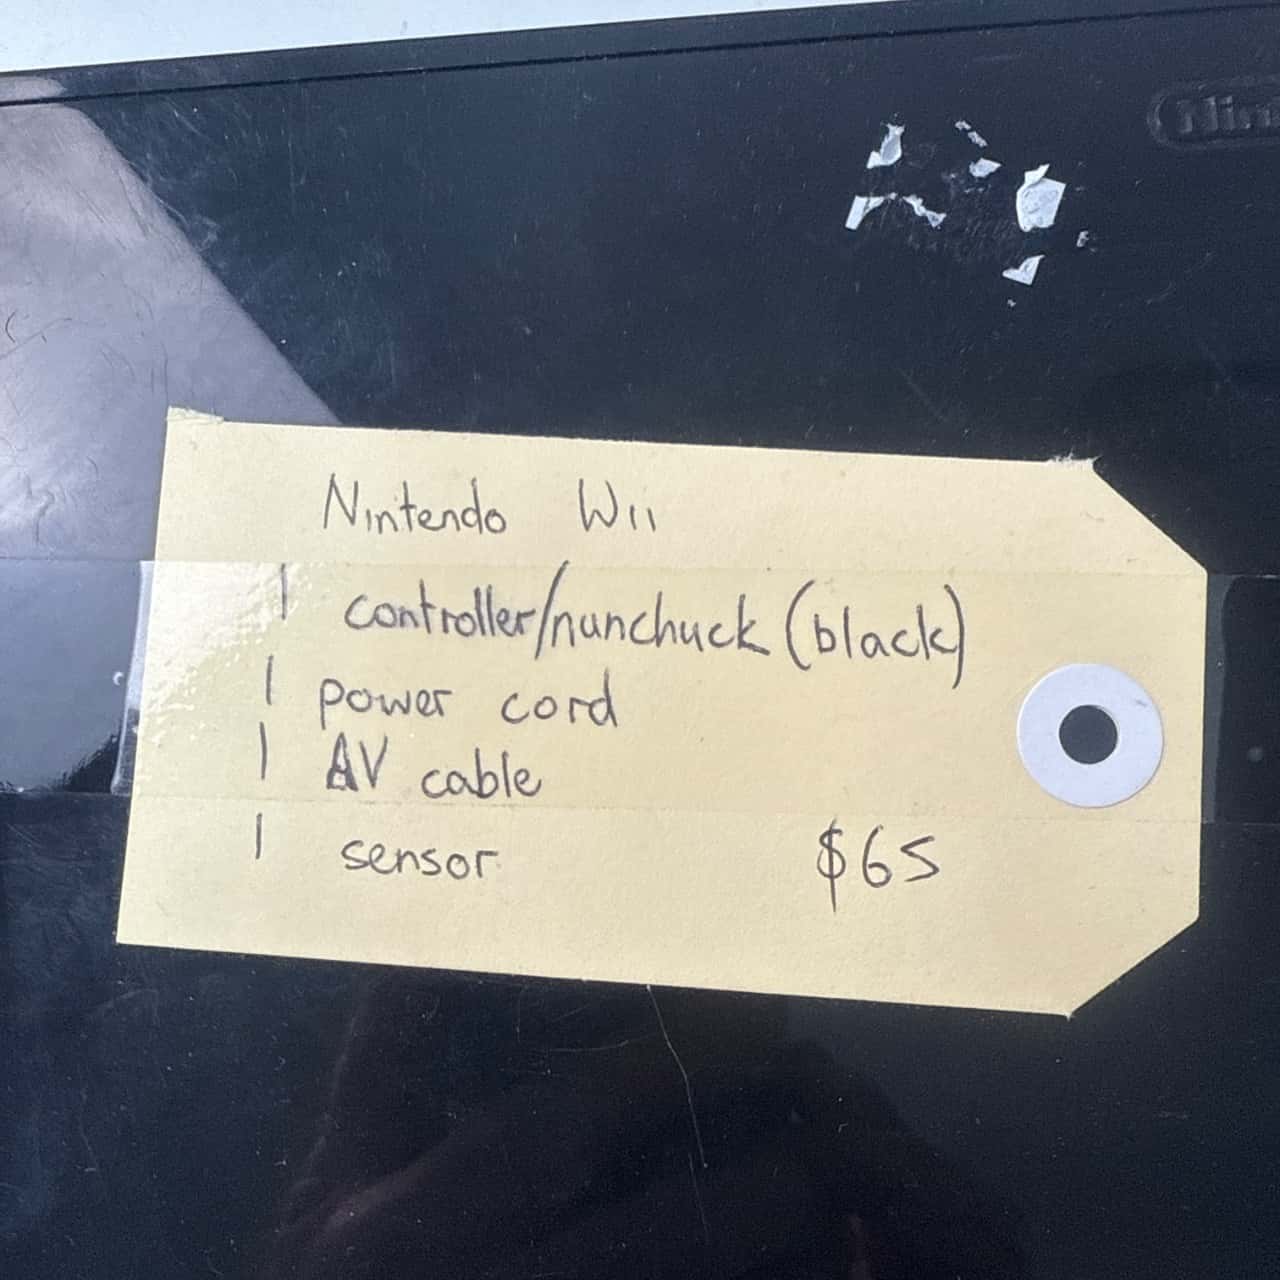 Nintendo Wii
1 controller/nunchuck (black)
1 power cord
1 AV cable
1 sensor $65